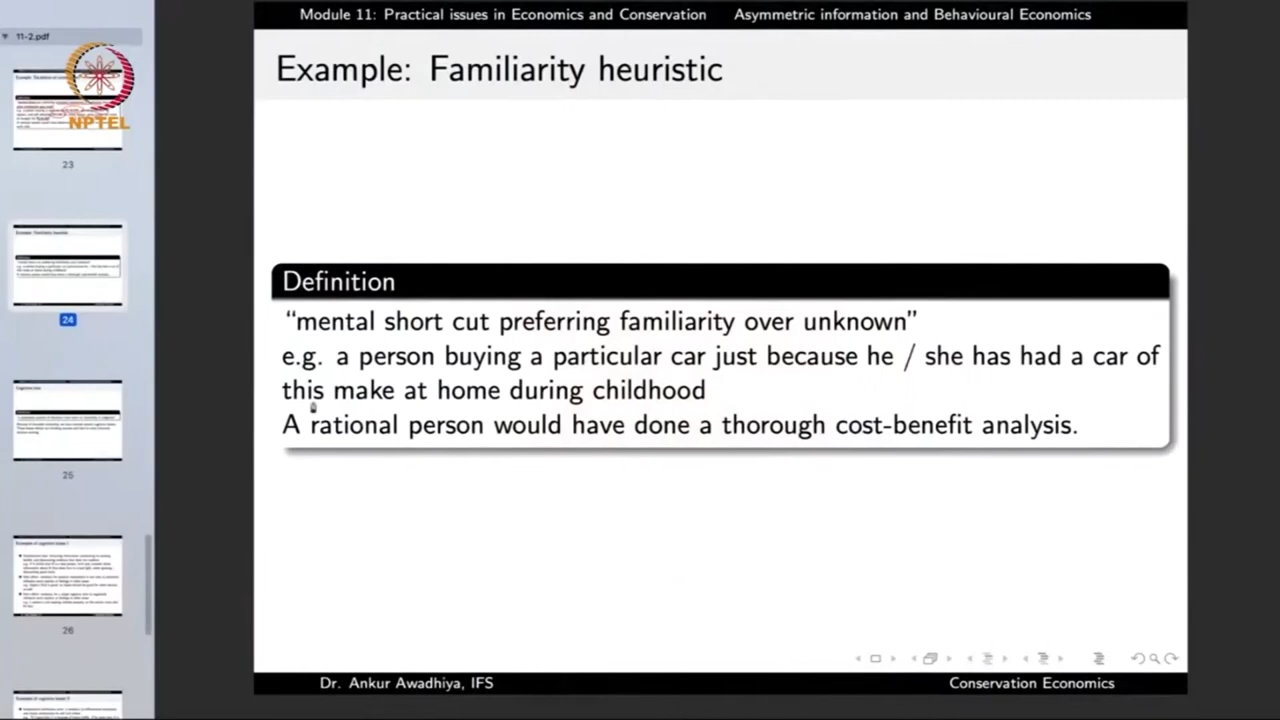 Module 11: Practical issues in Economics and Conservation Asymmetric information and Behavioural Economics
11-2.pdf
NPTEL
23
24
25
26
Example: Familiarity heuristic
Definition
“mental short cut preferring familiarity over unknown”
e.g. a person buying a particular car just because he / she has had a car of
this make at home during childhood
A rational person would have done a thorough cost-benefit analysis.
Dr. Ankur Awadhiya, IFS Conservation Economics